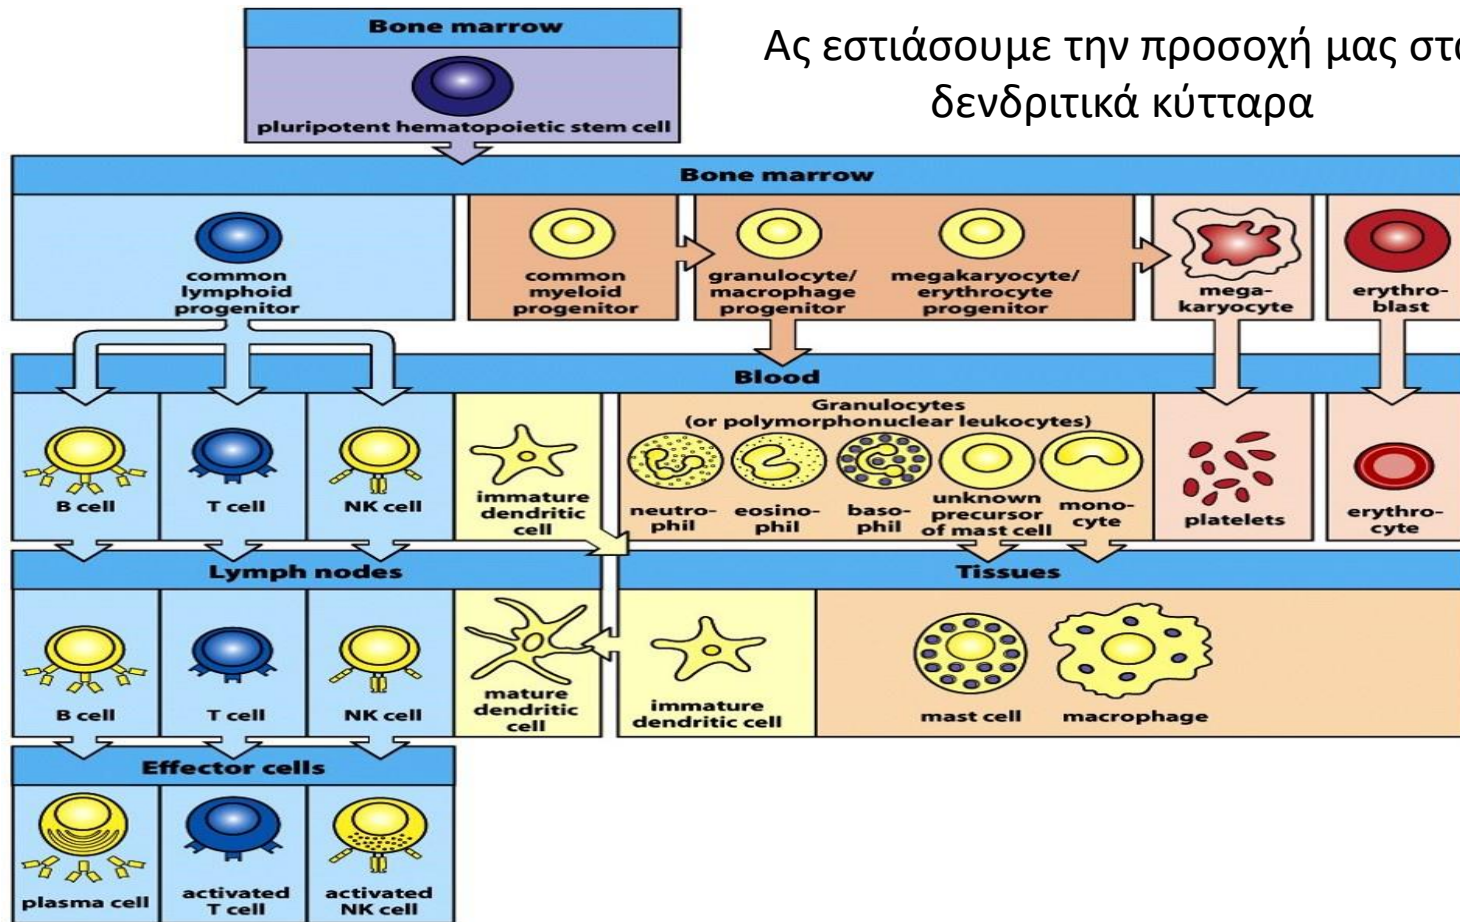 Bone marrow
pluripotent hematopoietic stem cell
Ας εστιάσουμε την προσοχή μας στα
δενδριτικά κύτταρα
Bone marrow
common
lymphoid
progenitor
common
myeloid
progenitor
granulocyte/
macrophage
progenitor
megakaryocyte/
erythrocyte
progenitor
mega-
karyocyte
erythro-
blast
Blood
B cell
T cell
NK cell
immature
dendritic
cell
Granulocytes
(or polymorphonuclear leukocytes)
neutro-
phil
eosino-
phil
baso-
phil
unknown
precursor
of mast cell
mono-
cyte
platelets
erythro-
cyte
Lymph nodes
B cell
T cell
NK cell
mature
dendritic
cell
Tissues
immature
dendritic cell
mast cell
macrophage
Effector cells
plasma cell
activated
T cell
activated
NK cell